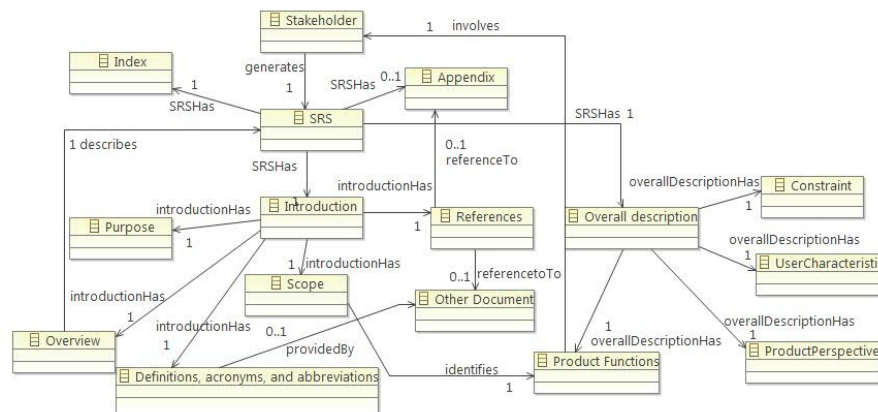 Stakeholder
1 involves
generates
1
Index
1
SRSHas
SRSHas
0..1
Appendix
SRS
SRSHas 1
1 describes
SRSHas
1
0..1
referenceTo
introductionHas
1
overallDescriptionHas
1
Constraint
Introduction
introductionHas
1
Purpose
References
Overall description
overallDescriptionHas
1
UserCharacteristi
1
introductionHas
Scope
0..1
referencetoTo
Other Document
introductionHas
1
introductionHas
1
0..1
providedBy
Overview
1
overallDescriptionHas
overallDescriptionHas
1
ProductPerspective
Product Functions
identifies
1
Definitions, acronyms, and abbreviations